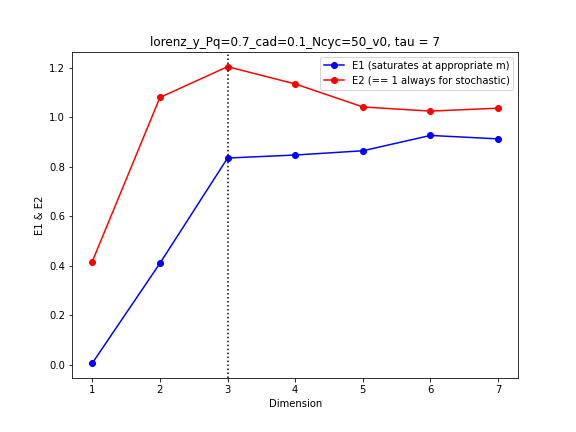 lorenz_y_Pq=0.7_cad=0.1_Ncyc=50_v0, tau = 7
E1 (saturates at appropriate m)
E2 (== 1 always for stochastic)
E1 & E2
1.2
1.0
0.8
0.6
0.4
0.2
0.0
1 2 3 4 5 6 7
Dimension